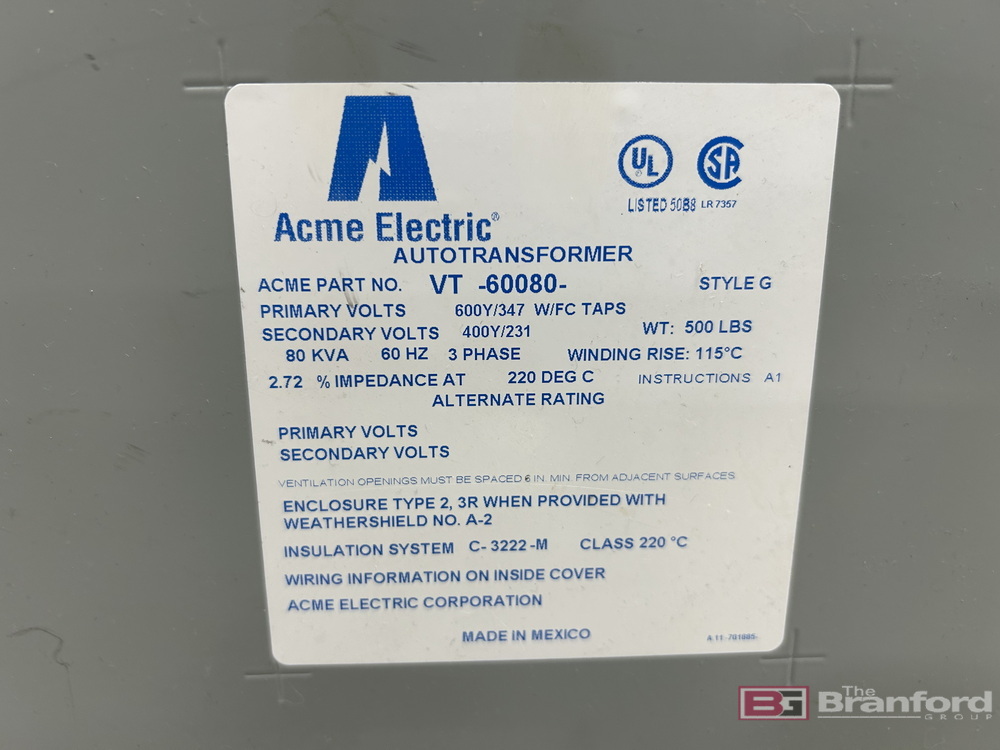 Acme Electric®
UL ®
SA
LISTED 50B8 LR 7357
AUTOTRANSFORMER
ACME PART NO. VT -60080- STYLE G
PRIMARY VOLTS 600Y/347 W/FC TAPS
SECONDARY VOLTS 400Y/231 WT: 500 LBS
80 KVA 60 HZ 3 PHASE WINDING RISE: 115°C
2.72 % IMPEDANCE AT 220 DEG C INSTRUCTIONS A1
ALTERNATE RATING
PRIMARY VOLTS
SECONDARY VOLTS
VENTILATION OPENINGS MUST BE SPACED 6 IN. MIN. FROM ADJACENT SURFACES.
ENCLOSURE TYPE 2, 3R WHEN PROVIDED WITH
WEATHERSHIELD NO. A-2
INSULATION SYSTEM C- 3222 -M CLASS 220 °C
WIRING INFORMATION ON INSIDE COVER
ACME ELECTRIC CORPORATION
MADE IN MEXICO
BG The
Branford
GROUP